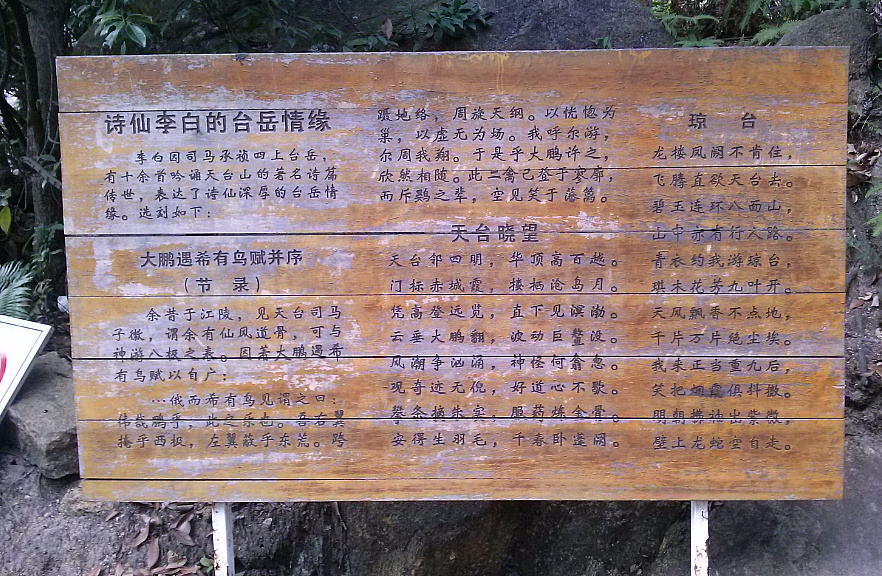 诗仙李白的台岳情缘
李白因司马承祯四上台岳，
有十余首吟诵天台山的著名诗篇
传世，表达了诗仙深厚的台岳情
缘。选刻如下：
大鹏遇希有鸟赋并序
（节 录）
余昔于江陵，见天台司马
子微，谓余有仙风道骨，可与
神游八极之表。因著大鹏遇希
有鸟赋以自广：
…俄而希有鸟见谓之曰：
伟哉鹏乎，此之乐也。吾右翼
掩乎西极，左翼蔽乎东荒。跨
蹑地络，周旋天纲。以恍惚为
巢，以虚无为场。我呼尔游，
尔周我翔。于是乎大鹏许之，
欣然相随。此二禽已登于寥廓，
而斥鷃之辈，空见笑于藩篱。
天台晓望
天台邻四明，华顶高百越。
门标赤城霞，楼栖沧岛月。
凭高登远览，直下见溟渤。
云垂大鹏翻，波动巨鳌没。
风潮争汹涌，神怪何翕忽。
观奇迹无倪，好道心不歇。
攀条摘朱实，服药炼金骨。
安得生羽毛，千春卧蓬阙。
琼 台
龙楼凤阙不肯住，
飞腾直欲天台去。
碧玉连环八面山，
山中亦有行人路。
青衣约我游琼台，
琪木花芳九叶开。
天风飘香不点地，
千片万片绝尘埃。
我来正当重九后，
笑把烟霞俱抖擞。
明朝拂袖出紫微，
壁上龙蛇空自走。